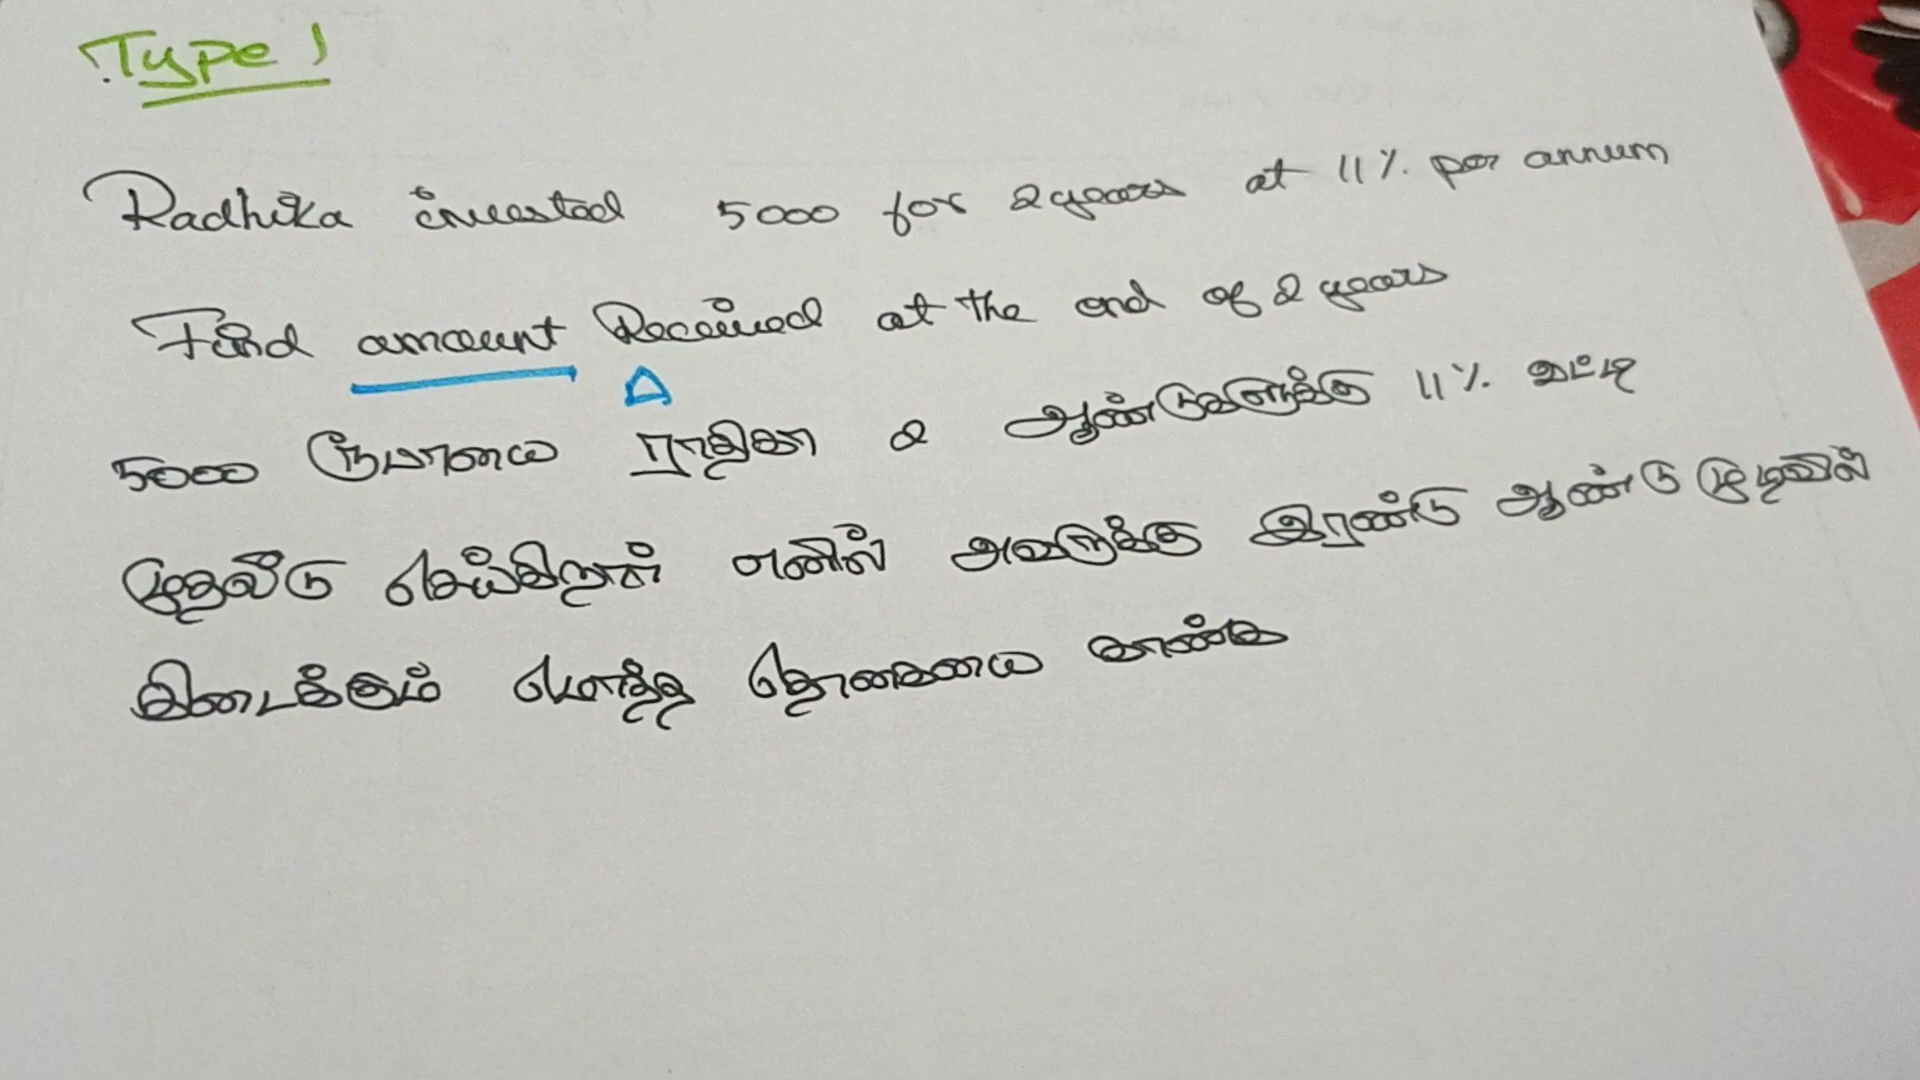 Type 1
Radhika invested 5000 for 2 years at 11% per annum
Find amount Received at the end of 2 years
5000 ரூபாயை ராதிகா 2 ஆண்டுகளுக்கு 11% வட்டி
முதலீடு செய்கிறாள் எனில் அவளுக்கு இரண்டு ஆண்டு முடிவில்
கிடைக்கும் மொத்த தொகையை காண்க